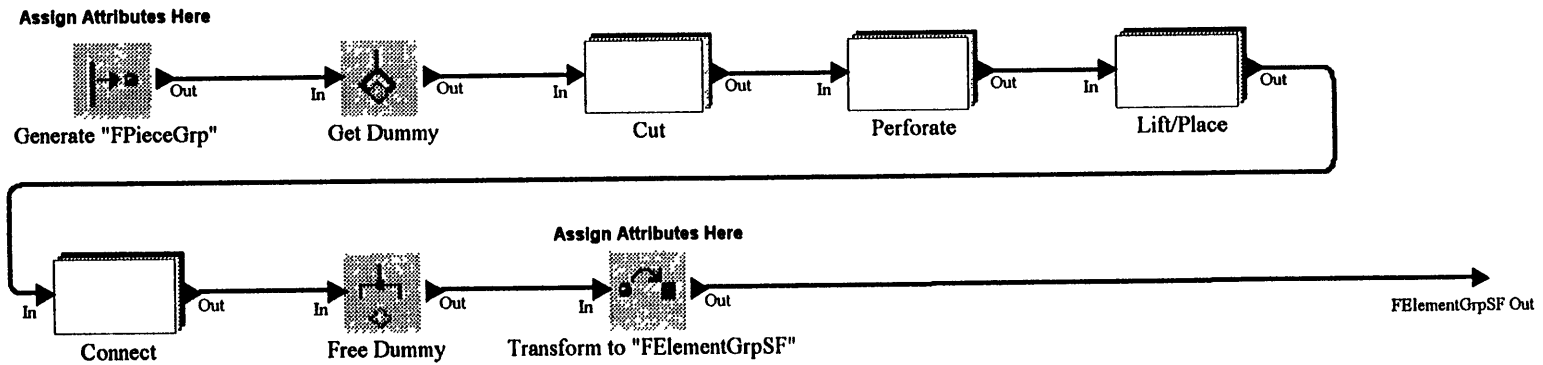 Assign Attributes Here
Out
In
Out
In
Out
In
Out
In
Out
Generate "FPieceGrp"
Get Dummy
Cut
Perforate
Lift/Place
Assign Attributes Here
In
Out
In
Out
In
Out
FElementGrpSF Out
Connect
Free Dummy
Transform to "FElementGrpSF"